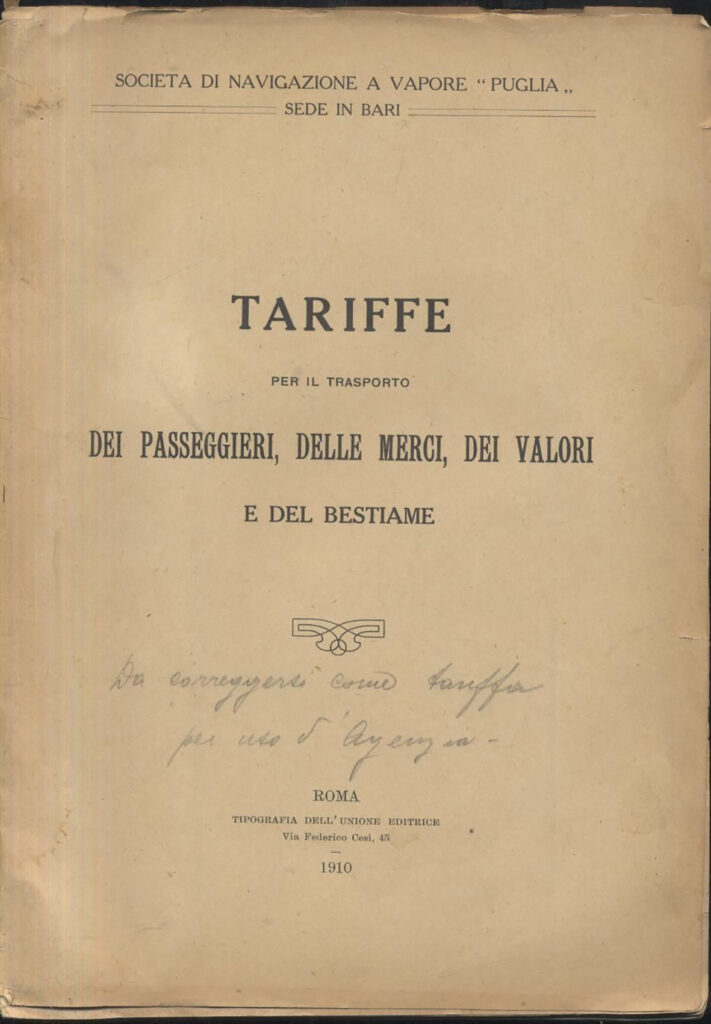 SOCIETA DI NAVIGAZIONE A VAPORE “ PUGLIA „
SEDE IN BARI
TARIFFE
PER IL TRASPORTO
DEI PASSEGGIERI, DELLE MERCI, DEI VALORI
E DEL BESTIAME
Da correggersi come tariffa
per uso d'Agenzia -
ROMA
TIPOGRAFIA DELL'UNIONE EDITRICE
Via Federico Cesi, 45
1910